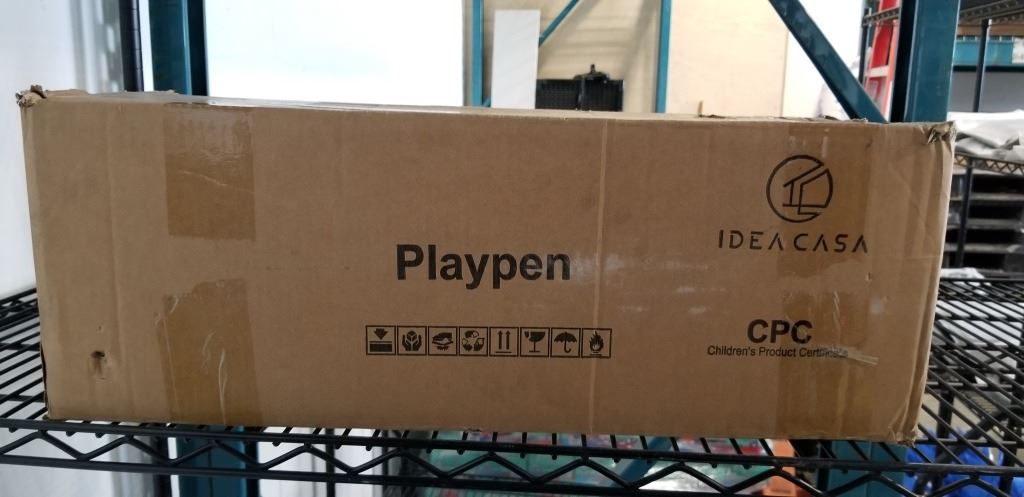 IDEA CASA
Playpen
CPC
Children's Product Certificate